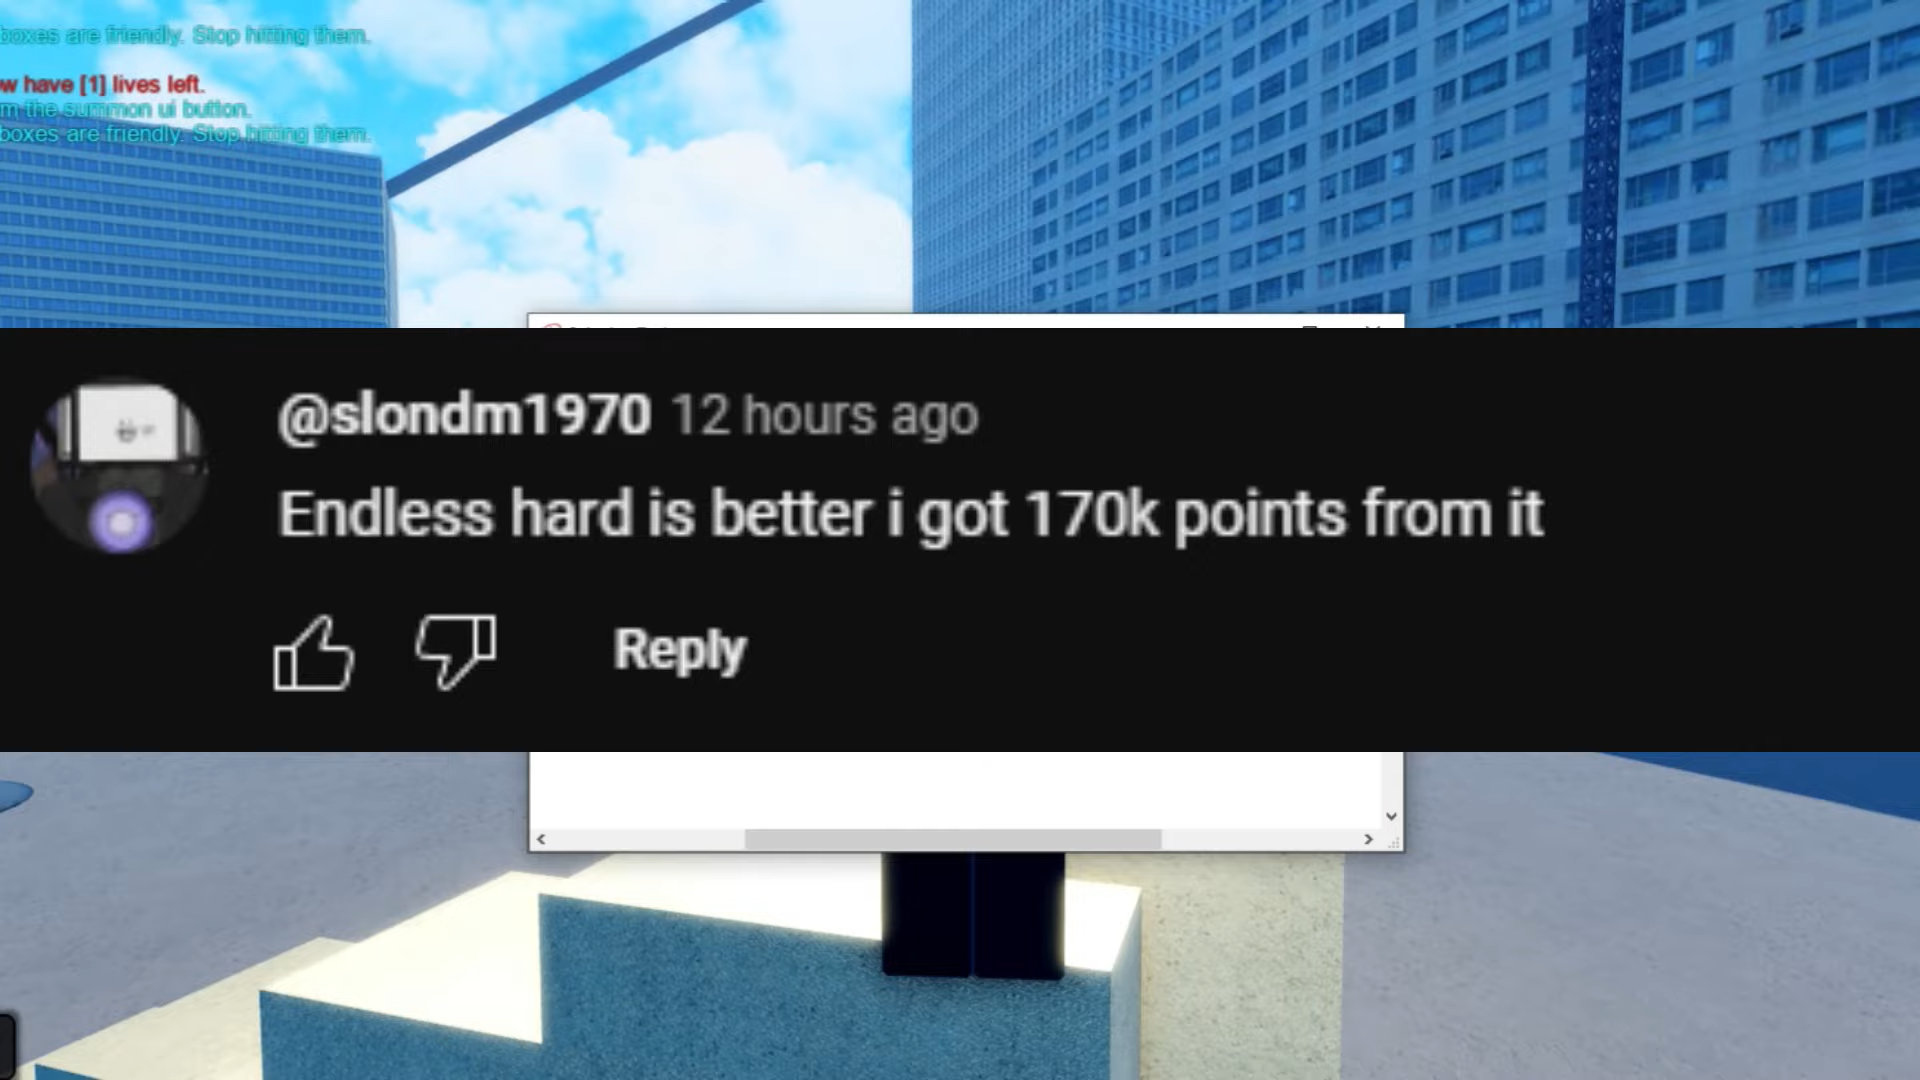 boxes are friendly. Stop hitting them.
w have [1] lives left.
m the summon ui button.
boxes are friendly. Stop hitting them.
@slondm1970 12 hours ago
Endless hard is better i got 170k points from it
Reply